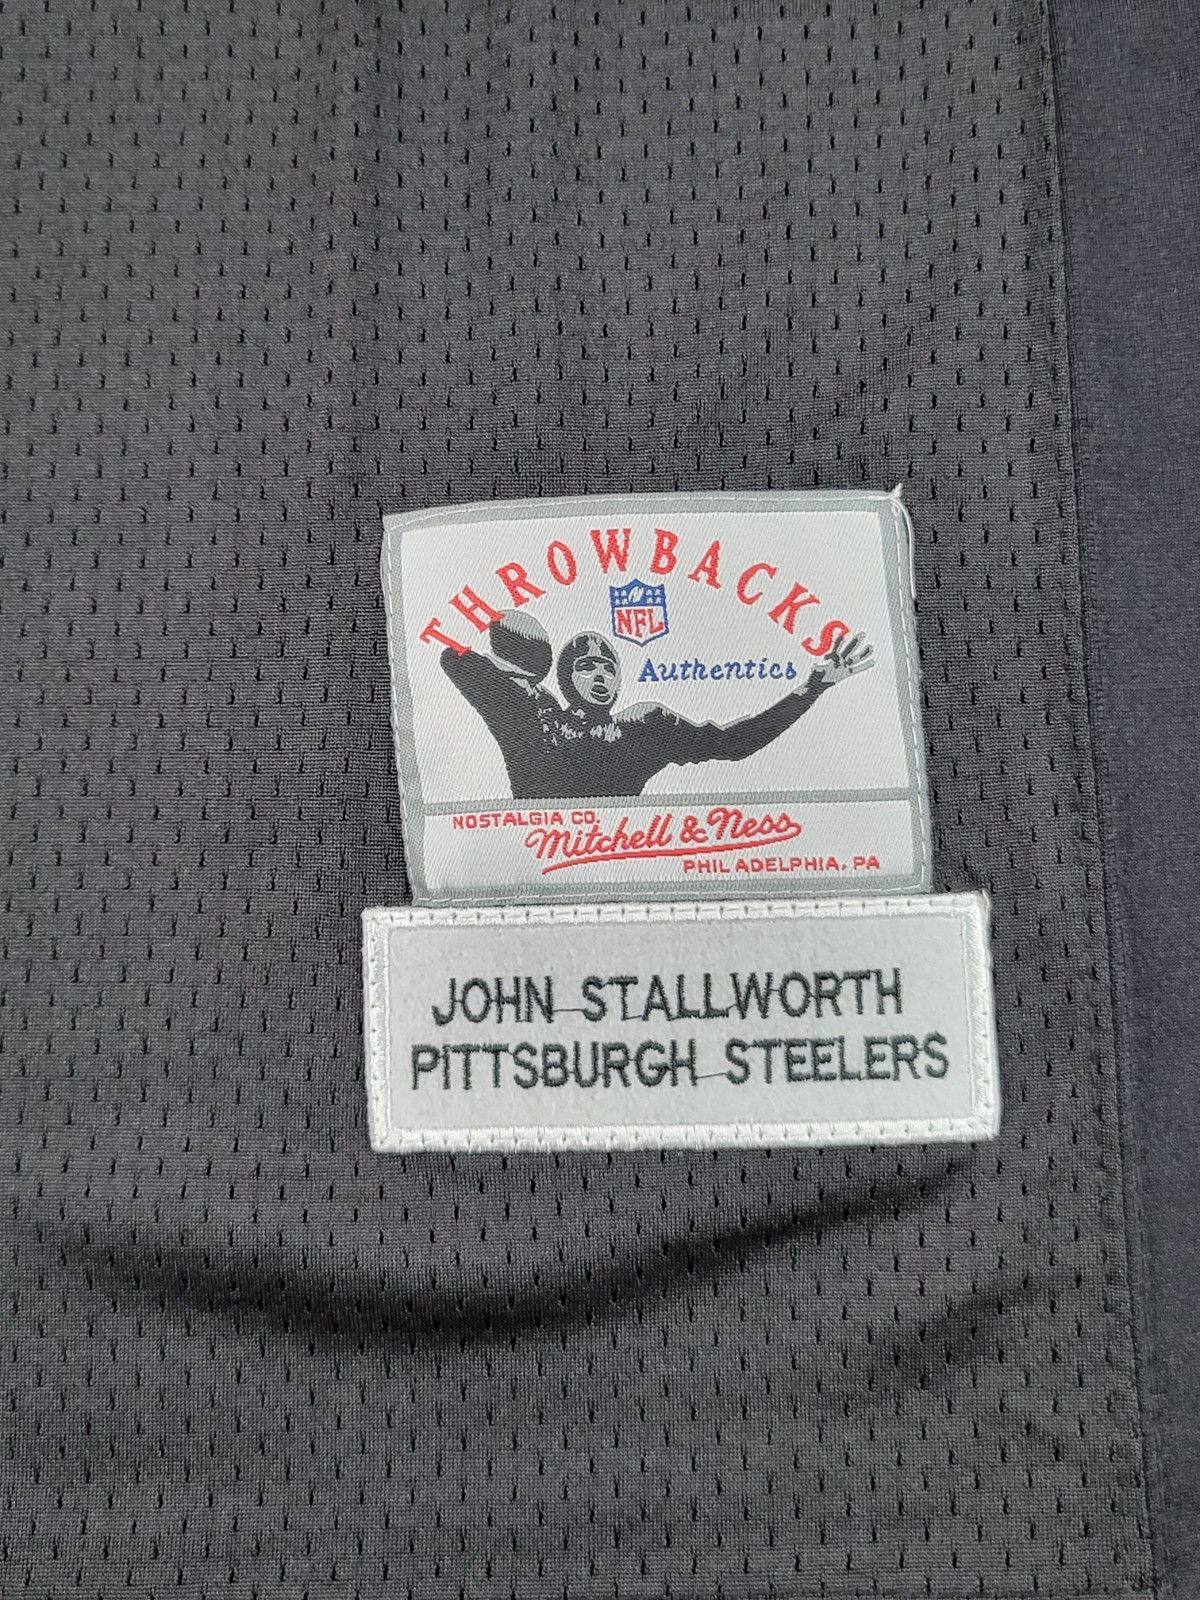 THROWBACKS
NFL
Authentics
NOSTALGIA CO.
Mitchell & Ness
PHILADELPHIA, PA
JOHN STALLWORTH
PITTSBURGH STEELERS